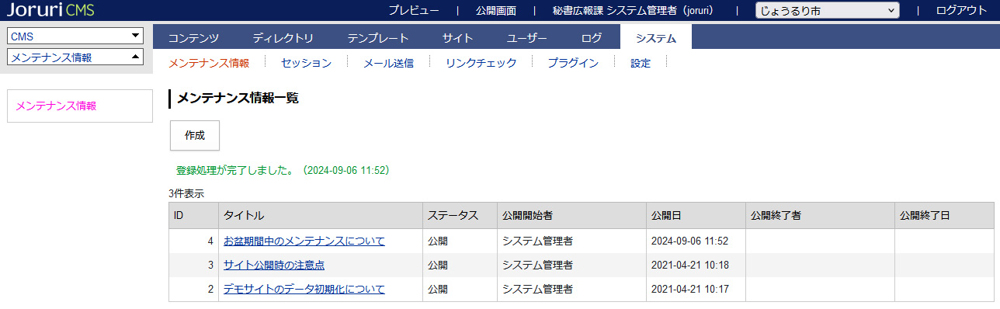 Joruri CMS プレビュー | 公開画面 | 秘書広報課 システム管理者（joruri） | じょうるり市 | ログアウト
CMS
メンテナンス情報
コンテンツ ディレクトリ テンプレート サイト ユーザー ログ システム
メンテナンス情報 セッション メール送信 リンクチェック プラグイン 設定
メンテナンス情報
メンテナンス情報一覧
作成
登録処理が完了しました。（2024-09-06 11:52）
3件表示
ID タイトル ステータス 公開開始者 公開日 公開終了者 公開終了日
4 お盆期間中のメンテナンスについて 公開 システム管理者 2024-09-06 11:52
3 サイト公開時の注意点 公開 システム管理者 2021-04-21 10:18
2 デモサイトのデータ初期化について 公開 システム管理者 2021-04-21 10:17